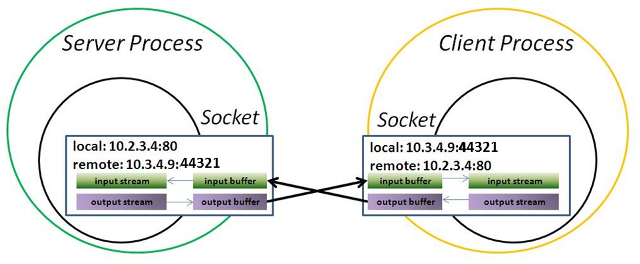 Server Process
Socket
local: 10.2.3.4:80
remote: 10.3.4.9:44321
input stream input buffer
output stream output buffer
Client Process
Socket
local: 10.3.4.9:44321
remote: 10.2.3.4:80
input buffer input stream
output buffer output stream